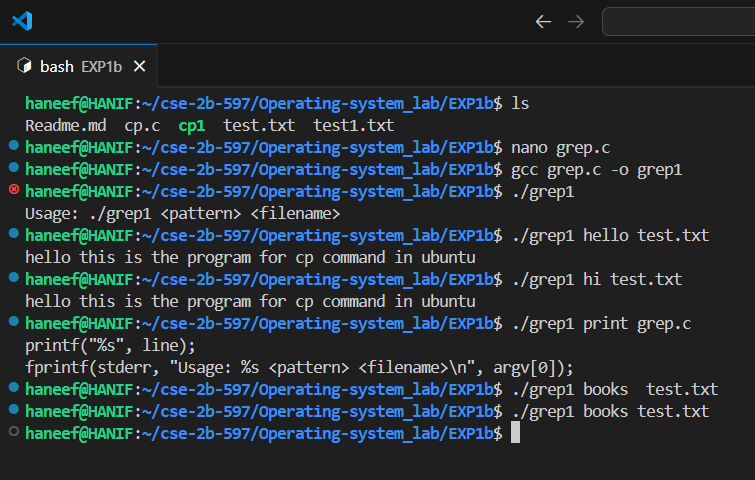 bash EXP1b
haneef@HANIF:~/cse-2b-597/Operating-system_lab/EXP1b$ ls
Readme.md  cp.c  cp1  test.txt  test1.txt
haneef@HANIF:~/cse-2b-597/Operating-system_lab/EXP1b$ nano grep.c
haneef@HANIF:~/cse-2b-597/Operating-system_lab/EXP1b$ gcc grep.c -o grep1
haneef@HANIF:~/cse-2b-597/Operating-system_lab/EXP1b$ ./grep1
Usage: ./grep1 <pattern> <filename>
haneef@HANIF:~/cse-2b-597/Operating-system_lab/EXP1b$ ./grep1 hello test.txt
hello this is the program for cp command in ubuntu
haneef@HANIF:~/cse-2b-597/Operating-system_lab/EXP1b$ ./grep1 hi test.txt
hello this is the program for cp command in ubuntu
haneef@HANIF:~/cse-2b-597/Operating-system_lab/EXP1b$ ./grep1 print grep.c
printf("%s", line);
fprintf(stderr, "Usage: %s <pattern> <filename>\n", argv[0]);
haneef@HANIF:~/cse-2b-597/Operating-system_lab/EXP1b$ ./grep1 books  test.txt
haneef@HANIF:~/cse-2b-597/Operating-system_lab/EXP1b$ ./grep1 books test.txt
haneef@HANIF:~/cse-2b-597/Operating-system_lab/EXP1b$